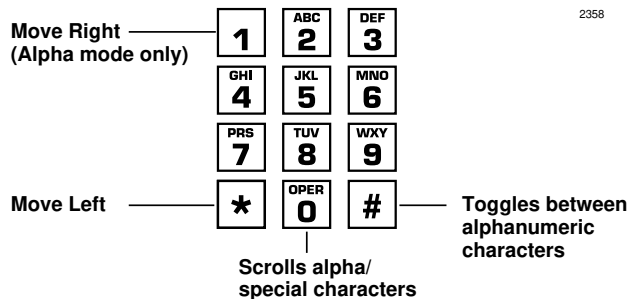 2358
Move Right
(Alpha mode only)
1
ABC
2
DEF
3
GHI
4
JKL
5
MNO
6
PRS
7
TUV
8
WXY
9
Move Left
*
OPER
0
#
Toggles between
alphanumeric
characters
Scrolls alpha/
special characters